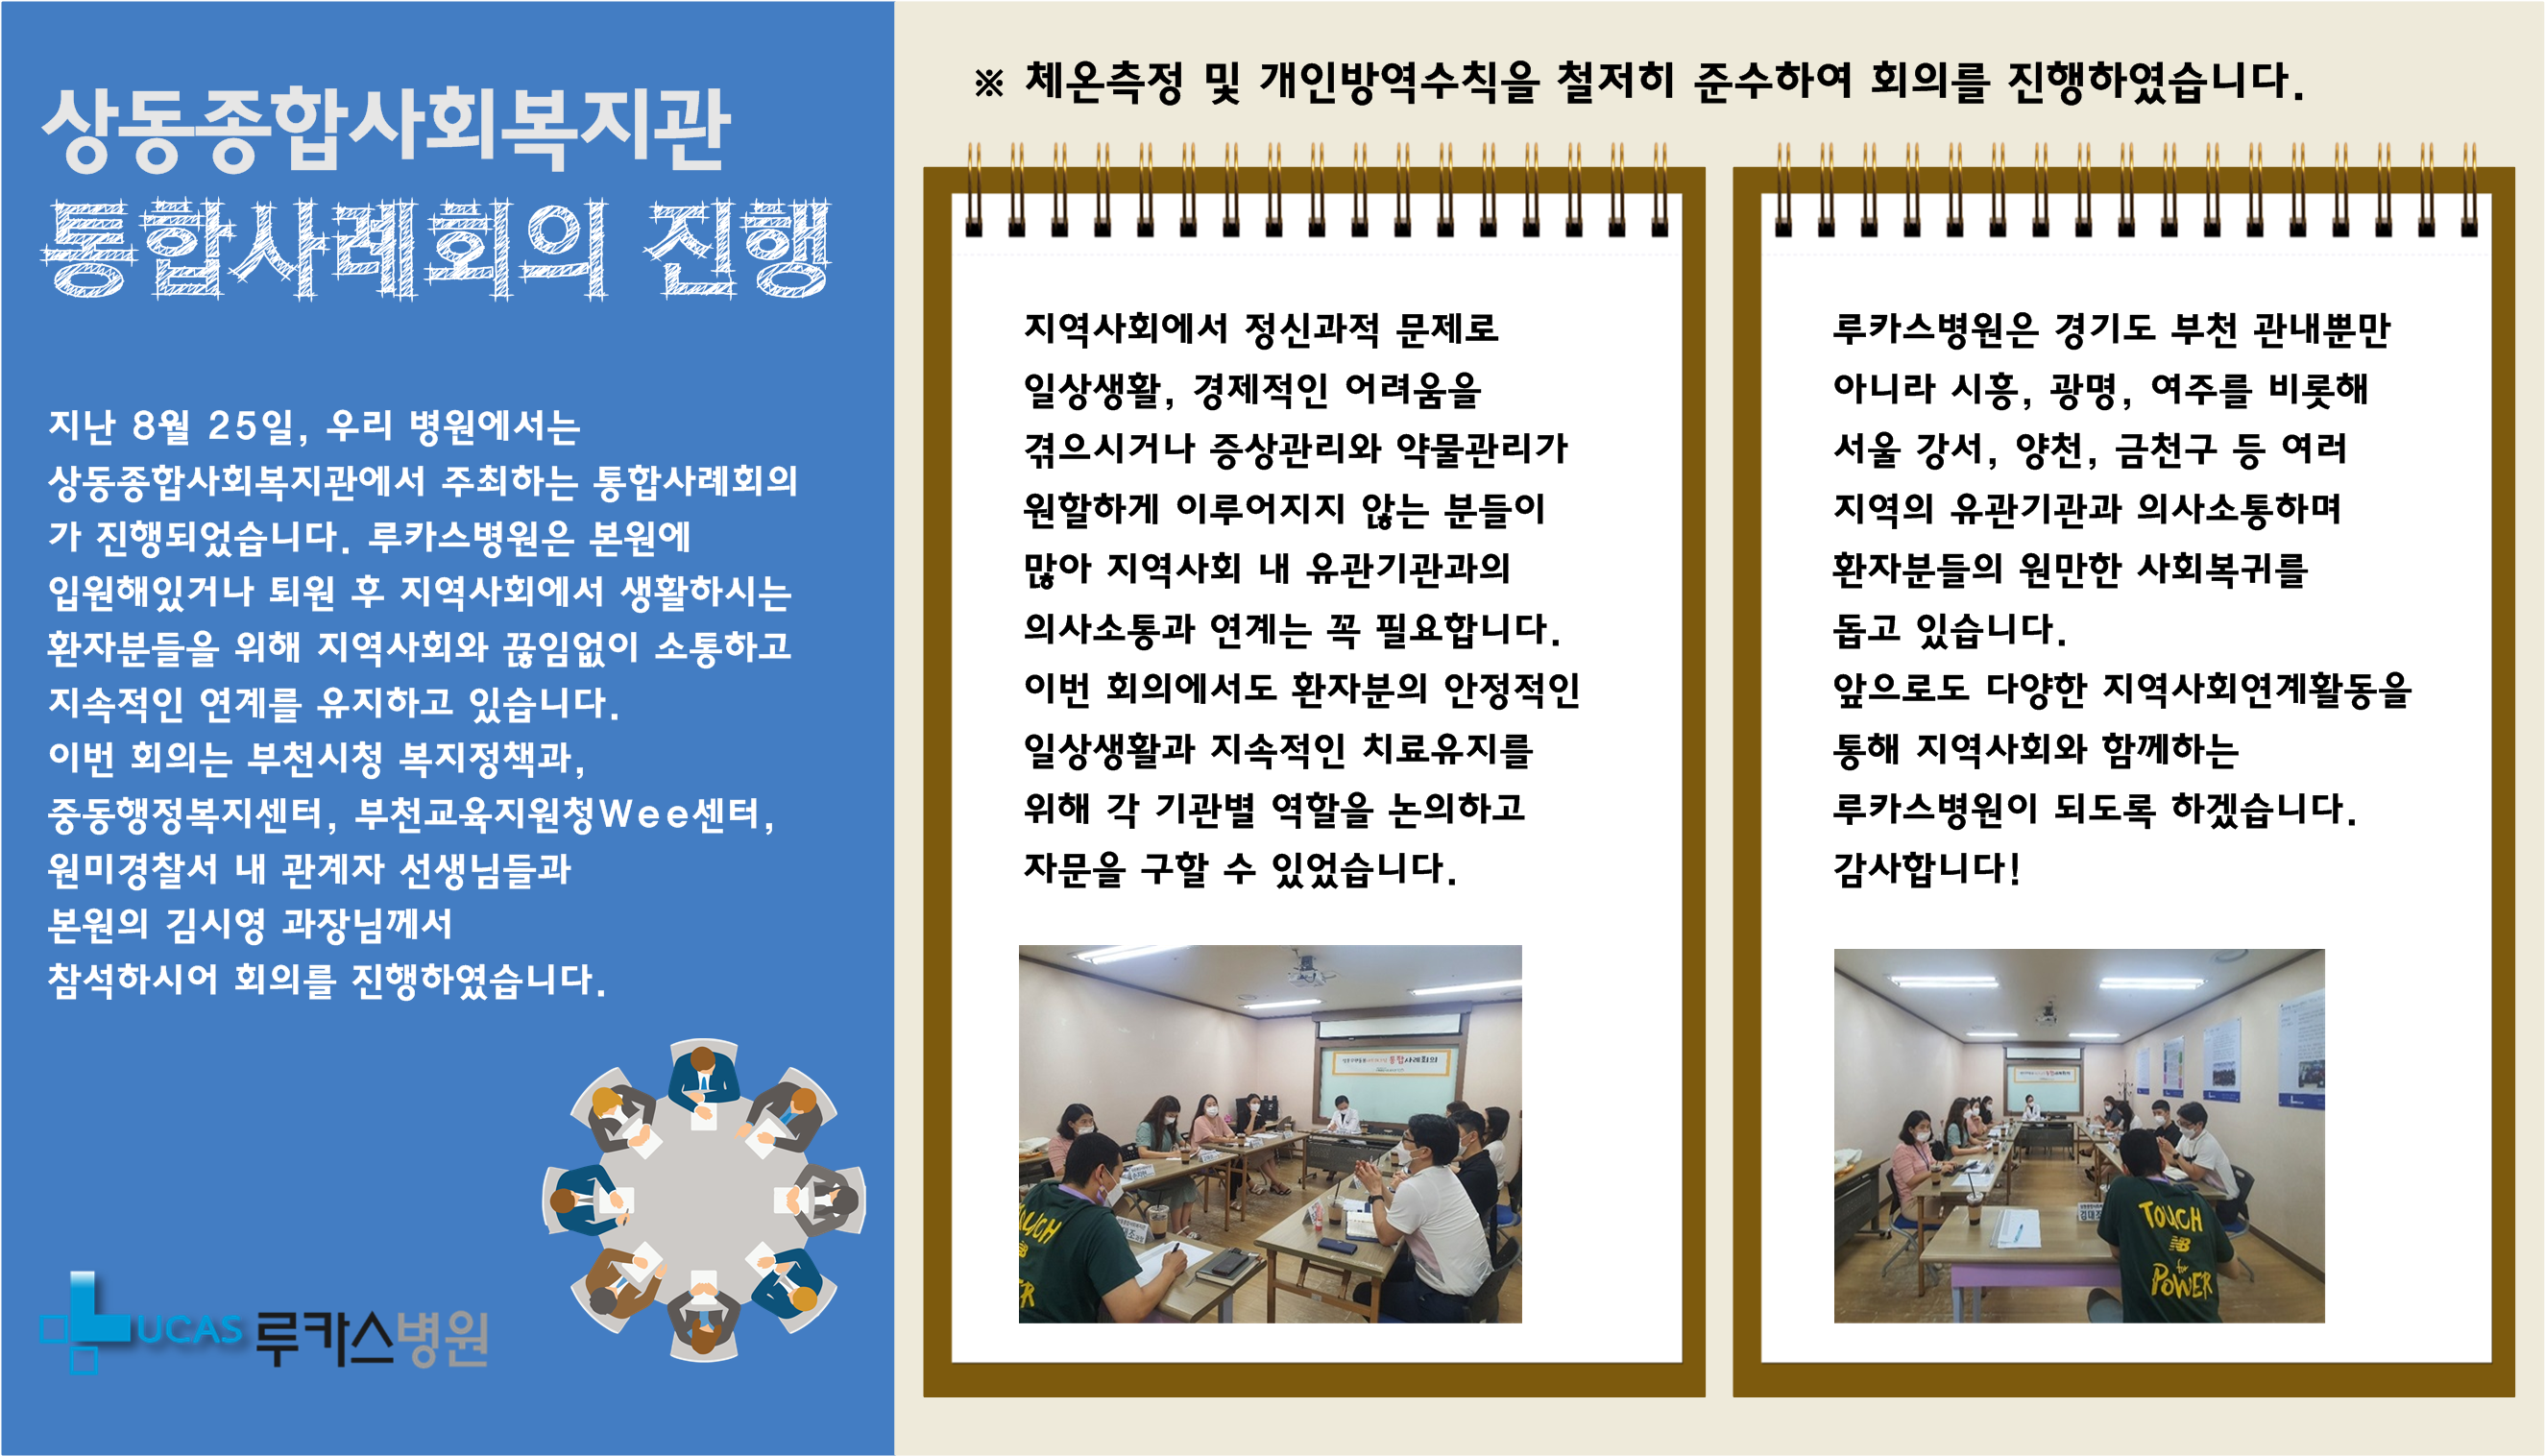 상동종합사회복지관
통합사례회의 진행
지난 8월 25일, 우리 병원에서는
상동종합사회복지관에서 주최하는 통합사례회의
가 진행되었습니다. 루카스병원은 본원에
입원해있거나 퇴원 후 지역사회에서 생활하시는
환자분들을 위해 지역사회와 끊임없이 소통하고
지속적인 연계를 유지하고 있습니다.
이번 회의는 부천시청 복지정책과,
중동행정복지센터, 부천교육지원청Wee센터,
원미경찰서 내 관계자 선생님들과
본원의 김시영 과장님께서
참석하시어 회의를 진행하였습니다.
LUCAS 루카스병원
※ 체온측정 및 개인방역수칙을 철저히 준수하여 회의를 진행하였습니다.
지역사회에서 정신과적 문제로
일상생활, 경제적인 어려움을
겪으시거나 증상관리와 약물관리가
원할하게 이루어지지 않는 분들이
많아 지역사회 내 유관기관과의
의사소통과 연계는 꼭 필요합니다.
이번 회의에서도 환자분의 안정적인
일상생활과 지속적인 치료유지를
위해 각 기관별 역할을 논의하고
자문을 구할 수 있었습니다.
통합사례회의
루카스병원은 경기도 부천 관내뿐만
아니라 시흥, 광명, 여주를 비롯해
서울 강서, 양천, 금천구 등 여러
지역의 유관기관과 의사소통하며
환자분들의 원만한 사회복귀를
돕고 있습니다.
앞으로도 다양한 지역사회연계활동을
통해 지역사회와 함께하는
루카스병원이 되도록 하겠습니다.
감사합니다!
TOUCH
for
POWER